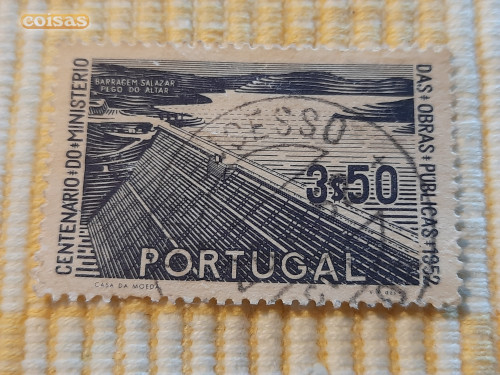 coisas
BARRAGEM SALAZAR
PEGO DO ALTAR
CENTENARIO DO MINISTERIO
DAS OBRAS PUBLICAS 1952
3$50
PORTUGAL
CASA DA MOEDA